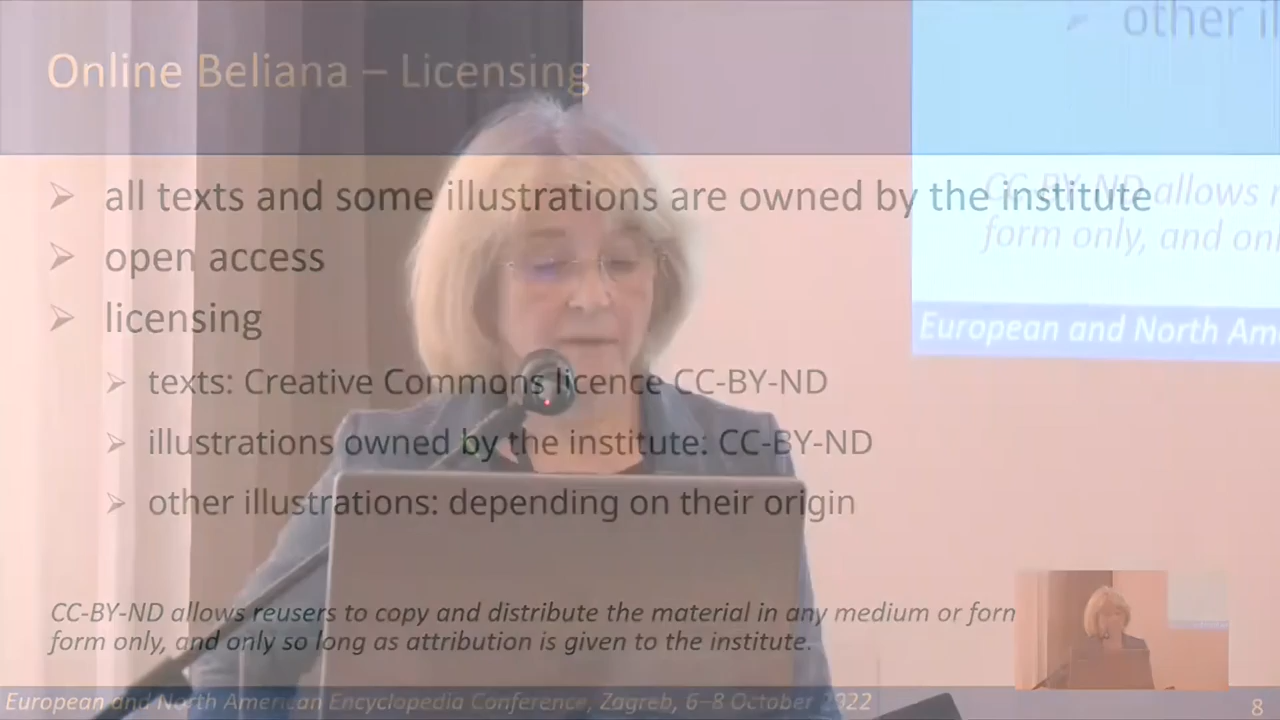 Online Beliana – Licensing
other il
all texts and some illustrations are owned by the institute
open access
licensing
texts: Creative Commons licence CC-BY-ND
illustrations owned by the institute: CC-BY-ND
other illustrations: depending on their origin
CC-BY-ND allows reusers to copy and distribute the material in any medium or
form only, and only so long as attribution is given to the institute.
European and North American Encyclopedia Conference, Zagreb, 6–8 October 2022
8
CC-BY-ND allows
form only, and
European and North Am